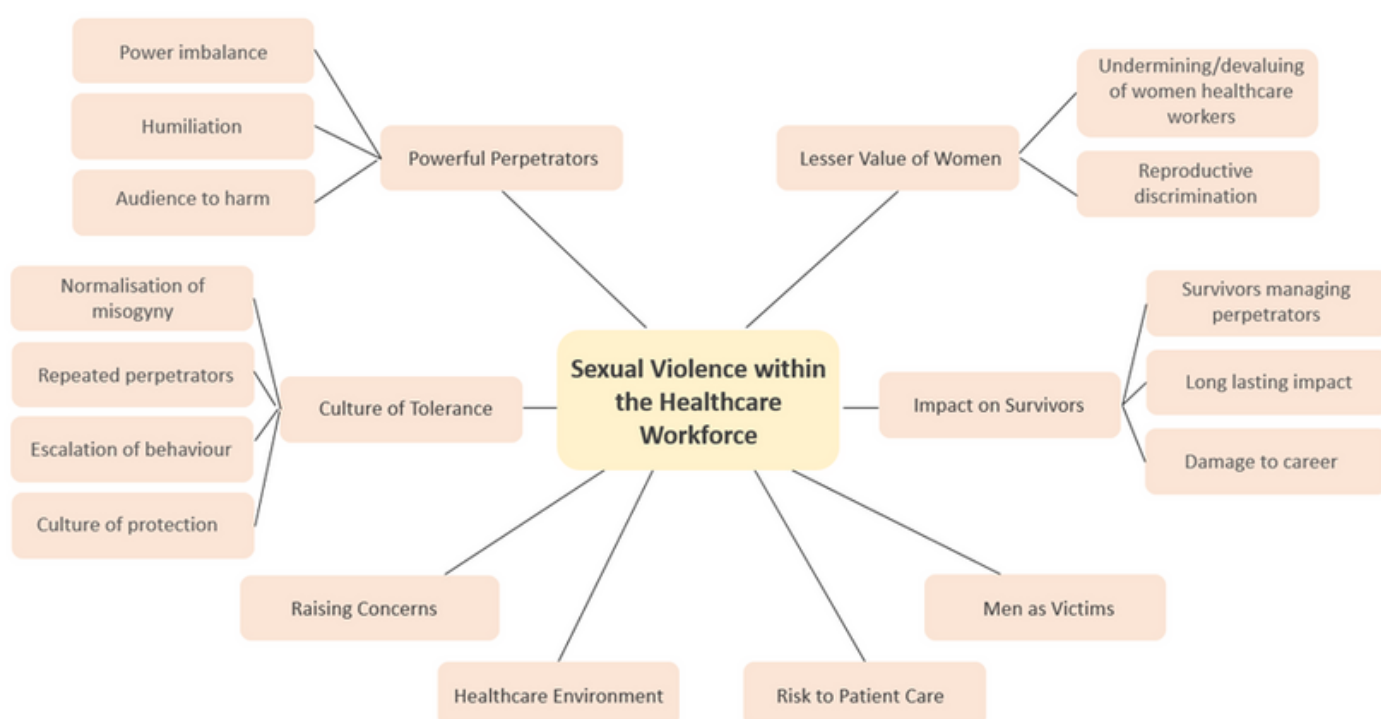 Power imbalance
Humiliation
Audience to harm
Powerful Perpetrators
Lesser Value of Women
Undermining/devaluing
of women healthcare
workers
Reproductive
discrimination
Normalisation of
misogyny
Repeated perpetrators
Escalation of behaviour
Culture of protection
Culture of Tolerance
Sexual Violence within
the Healthcare
Workforce
Impact on Survivors
Survivors managing
perpetrators
Long lasting impact
Damage to career
Raising Concerns
Healthcare Environment
Risk to Patient Care
Men as Victims